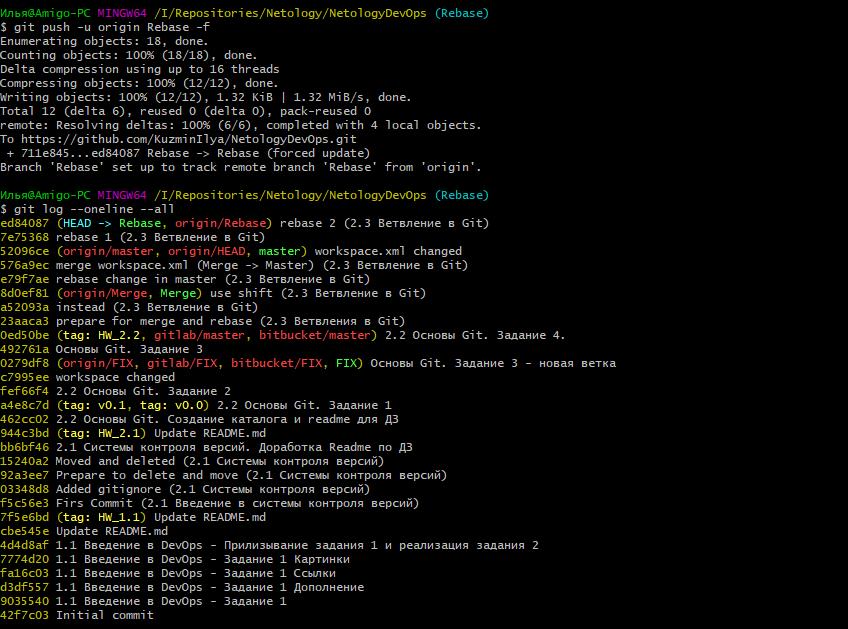 Илья@Amigo-PC MINGW64 /I/Repositories/NetologyDevOps (Rebase)
$ git push -u origin Rebase -f
Enumerating objects: 18, done.
Counting objects: 100% (18/18), done.
Delta compression using up to 16 threads
Compressing objects: 100% (12/12), done.
Writing objects: 100% (12/12), 1.32 KiB | 1.32 MiB/s, done.
Total 12 (delta 6), reused 0 (delta 0), pack-reused 0
remote: Resolving deltas: 100% (6/6), completed with 4 local objects.
To https://github.com/KuzminIlya/NetologyDevOps.git
 + 711e845...ed84087 Rebase -> Rebase (forced update)
Branch 'Rebase' set up to track remote branch 'Rebase' from 'origin'.
Илья@Amigo-PC MINGW64 /I/Repositories/NetologyDevOps (Rebase)
$ git log --oneline --all
ed84087 (HEAD -> Rebase, origin/Rebase) rebase 2 (2.3 Ветвление в Git)
7e75368 rebase 1 (2.3 Ветвление в Git)
52096ce (origin/master, origin/HEAD, master) workspace.xml changed
576a9ec merge workspace.xml (Merge -> Master) (2.3 Ветвление в Git)
e79f7ae rebase change in master (2.3 Ветвление в Git)
8d0ef81 (origin/Merge, Merge) use shift (2.3 Ветвление в Git)
a52093a instead (2.3 Ветвление в Git)
23aaca3 prepare for merge and rebase (2.3 Ветвления в Git)
0ed50be (tag: HW_2.2, gitlab/master, bitbucket/master) 2.2 Основы Git. Задание 4.
492761a Основы Git. Задание 3
0279df8 (origin/FIX, gitlab/FIX, bitbucket/FIX, FIX) Основы Git. Задание 3 - новая ветка
c7995ee workspace changed
fef66f4 2.2 Основы Git. Задание 2
a4e8c7d (tag: v0.1, tag: v0.0) 2.2 Основы Git. Задание 1
462cc02 2.2 Основы Git. Создание каталога и readme для ДЗ
944c3bd (tag: HW_2.1) Update README.md
bb6bf46 2.1 Системы контроля версий. Доработка Readme по ДЗ
15240a2 Moved and deleted (2.1 Системы контроля версий)
92a3ee7 Prepare to delete and move (2.1 Системы контроля версий)
03348d8 Added gitignore (2.1 Системы контроля версий)
f5c56e3 Firs Commit (2.1 Введение в системы контроля версий)
7f5e6bd (tag: HW_1.1) Update README.md
cbe545e Update README.md
4d4d8af 1.1 Введение в DevOps - Прилизывание задания 1 и реализация задания 2
7774d20 1.1 Введение в DevOps - Задание 1 Картинки
fa16c03 1.1 Введение в DevOps - Задание 1 Ссылки
d3df557 1.1 Введение в DevOps - Задание 1 Дополнение
9035540 1.1 Введение в DevOps - Задание 1
42f7c03 Initial commit